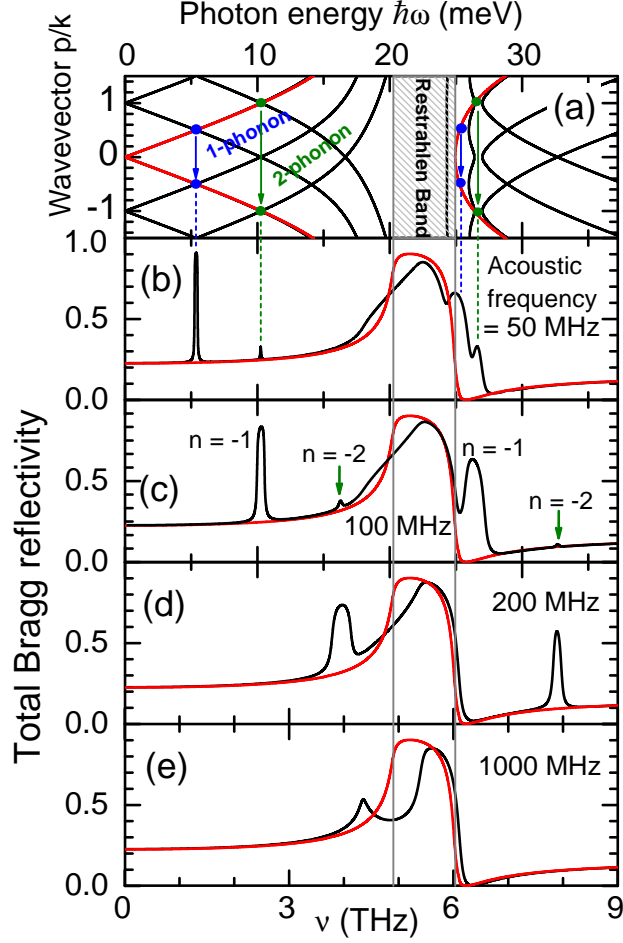 Photon energy ħω (meV)
0 10 20 30
Wavevector p/k
1
0
-1
1-phonon
2-phonon
Restrahlen Band
(a)
Total Bragg reflectivity
1.0
0.5
0.0
(b)
Acoustic
frequency
= 50 MHz
0.5
0.0
(c)
n = -1
n = -2
100 MHz
n = -1
n = -2
0.5
0.0
(d)
200 MHz
0.5
0.0
(e)
1000 MHz
0 3 6 9
ν (THz)